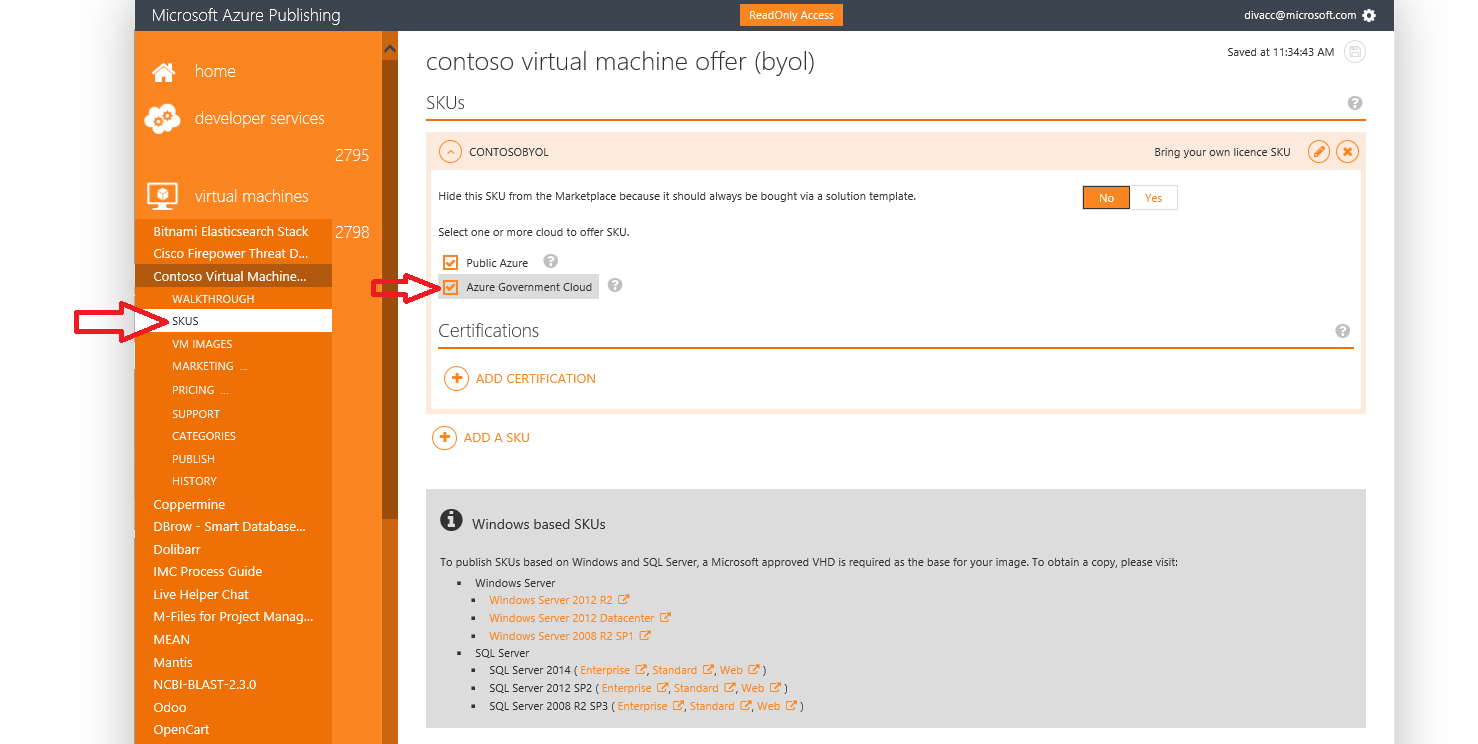 Microsoft Azure Publishing
ReadOnly Access
divacc@microsoft.com
home
developer services
2795
virtual machines
2798
Bitnami Elasticsearch Stack
Cisco Firepower Threat D...
Contoso Virtual Machine...
WALKTHROUGH
SKUS
VM IMAGES
MARKETING ...
PRICING ...
SUPPORT
CATEGORIES
PUBLISH
HISTORY
Coppermine
DBrow - Smart Database...
Dolibarr
IMC Process Guide
Live Helper Chat
M-Files for Project Manag...
MEAN
Mantis
NCBI-BLAST-2.3.0
Odoo
OpenCart
contoso virtual machine offer (byol)
Saved at 11:34:43 AM
SKUs
CONTOSOBYOL
Bring your own licence SKU
Hide this SKU from the Marketplace because it should always be bought via a solution template.
No Yes
Select one or more cloud to offer SKU.
Public Azure
Azure Government Cloud
Certifications
ADD CERTIFICATION
ADD A SKU
Windows based SKUs
To publish SKUs based on Windows and SQL Server, a Microsoft approved VHD is required as the base for your image. To obtain a copy, please visit:
Windows Server
Windows Server 2012 R2
Windows Server 2012 Datacenter
Windows Server 2008 R2 SP1
SQL Server
SQL Server 2014 ( Enterprise , Standard , Web )
SQL Server 2012 SP2 ( Enterprise , Standard , Web )
SQL Server 2008 R2 SP3 ( Enterprise , Standard , Web )